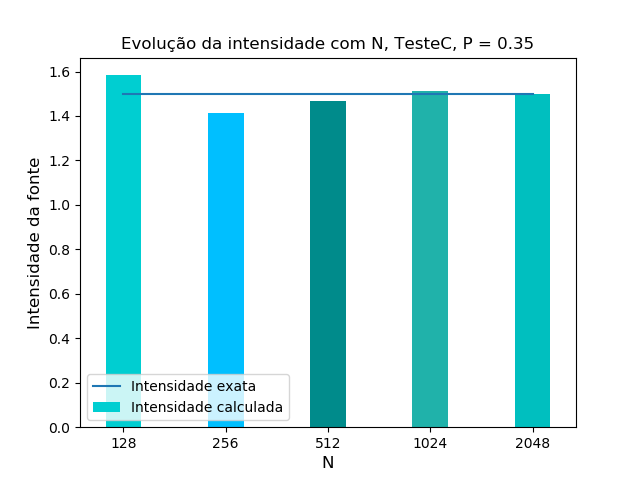 Evolução da intensidade com N, TesteC, P = 0.35
Intensidade da fonte
1.6
1.4
1.2
1.0
0.8
0.6
0.4
0.2
0.0
Intensidade exata
Intensidade calculada
128 256 512 1024 2048
N